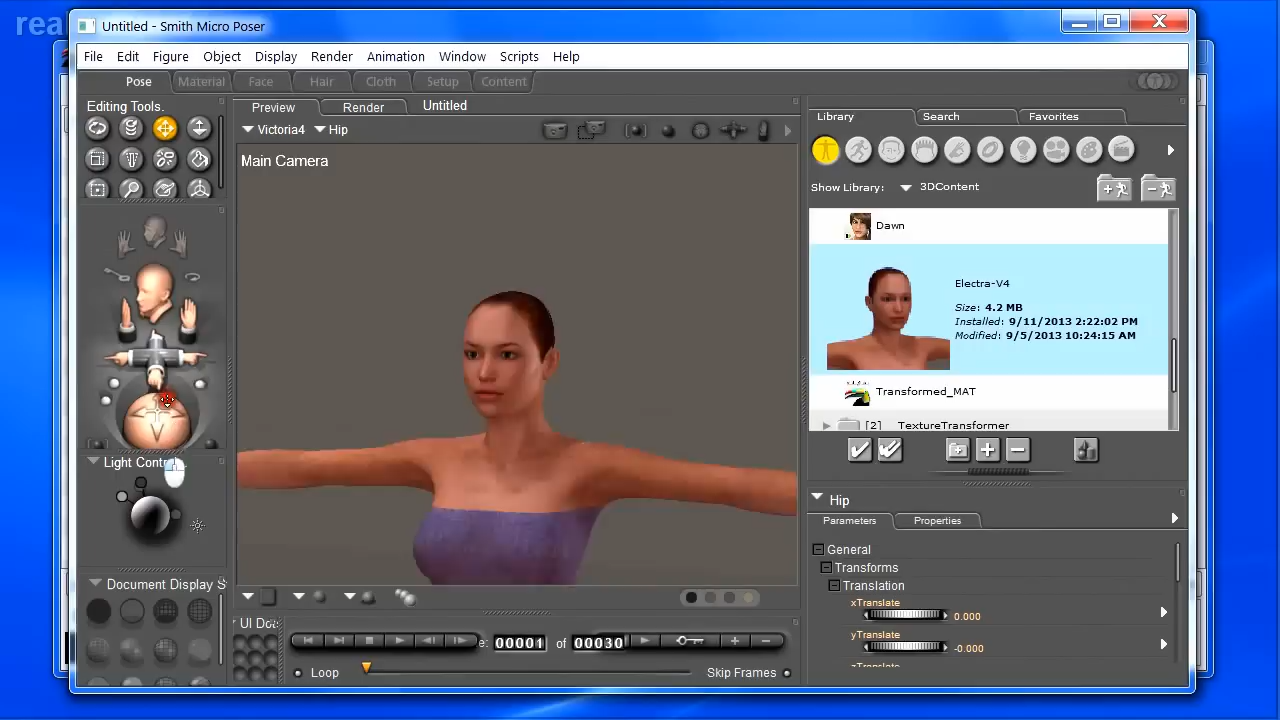 rea
Untitled - Smith Micro Poser
File Edit Figure Object Display Render Animation Window Scripts Help
Pose Material Face Hair Cloth Setup Content
Editing Tools.
Preview Render Untitled
Victoria4 Hip
Main Camera
Library Search Favorites
Show Library: 3DContent
Dawn
Electra-V4
Size: 4.2 MB
Installed: 9/11/2013 2:22:02 PM
Modified: 9/5/2013 10:24:15 AM
Transformed_MAT
[2] TextureTransformer
Light Contr
Document Display S
Hip
Parameters Properties
General
Transforms
Translation
xTranslate
0.000
yTranslate
-0.000
UI Dots
e: 00001 of 00030
Loop
Skip Frames